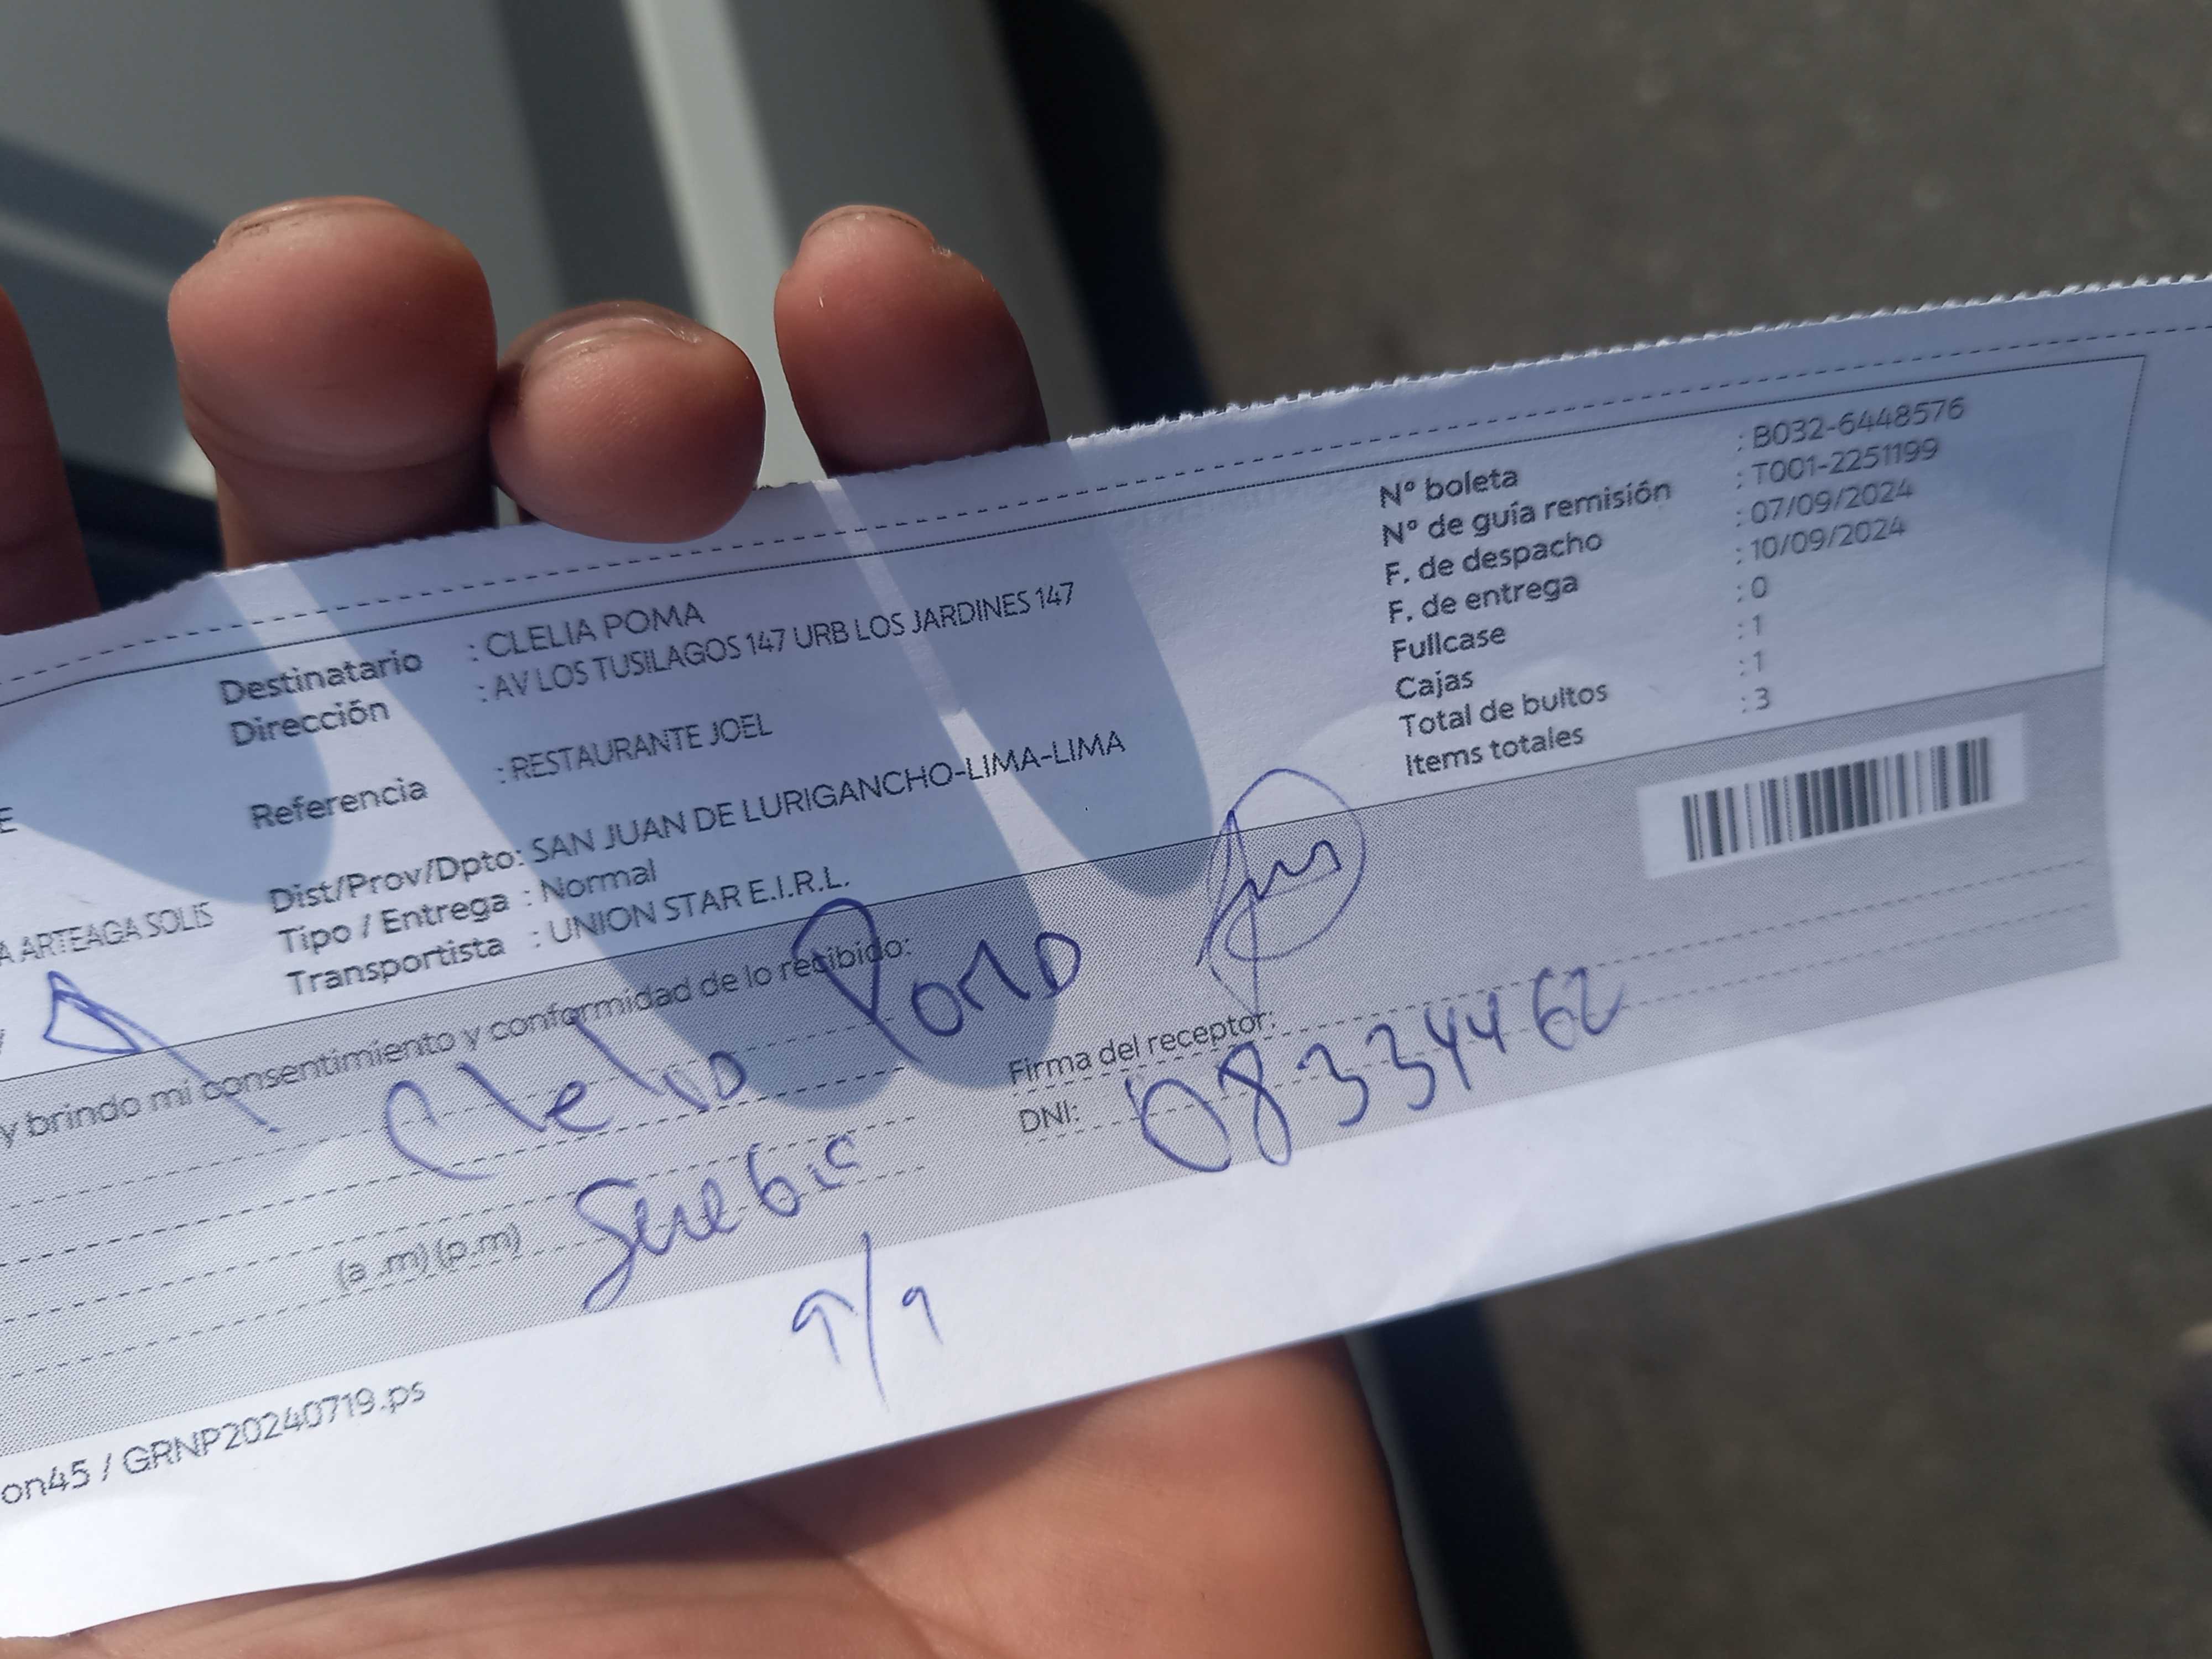 Destinatario : CLELIA POMA
Dirección : AV LOS TUSILAGOS 147 URB LOS JARDINES 147
Referencia : RESTAURANTE JOEL
Dist/Prov/Dpto: SAN JUAN DE LURIGANCHO-LIMA-LIMA
Tipo / Entrega : Normal
Transportista : UNION STAR E.I.R.L.
E
A ARTEAGA SOLIS
Nº boleta : B032-6448576
Nº de guía remisión : T001-2251199
F. de despacho : 07/09/2024
F. de entrega : 10/09/2024
Fullcase : 0
Cajas : 1
Total de bultos : 1
Items totales : 3
y brindo mi consentimiento y conformidad de lo recibido:
Poma
(a .m) (p.m)
9/9
Firma del receptor:
DNI: 08334462
on45 / GRNP20240719.ps